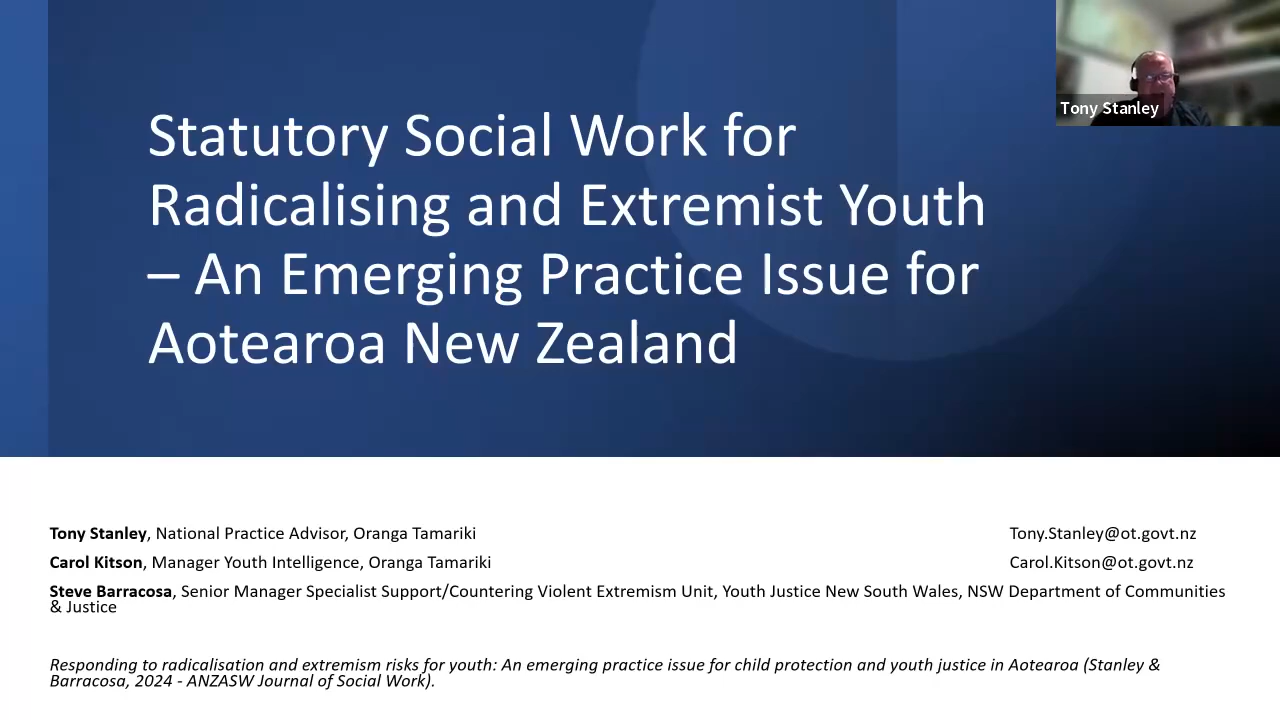 Statutory Social Work for
Radicalising and Extremist Youth
– An Emerging Practice Issue for
Aotearoa New Zealand
Tony Stanley
Tony Stanley, National Practice Advisor, Oranga Tamariki Tony.Stanley@ot.govt.nz
Carol Kitson, Manager Youth Intelligence, Oranga Tamariki Carol.Kitson@ot.govt.nz
Steve Barracosa, Senior Manager Specialist Support/Countering Violent Extremism Unit, Youth Justice New South Wales, NSW Department of Communities
& Justice
Responding to radicalisation and extremism risks for youth: An emerging practice issue for child protection and youth justice in Aotearoa (Stanley &
Barracosa, 2024 - ANZASW Journal of Social Work).